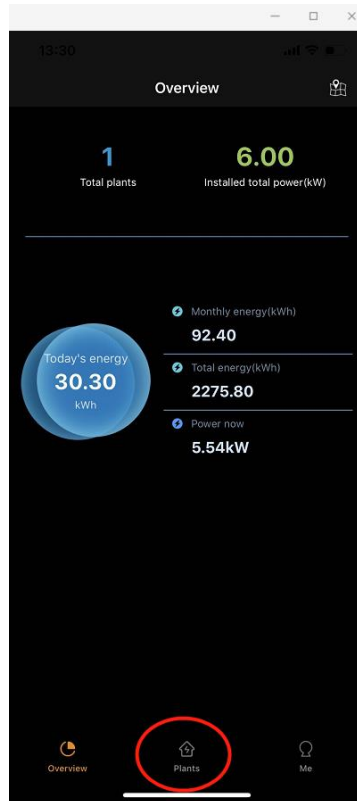 13:30
Overview
1
6.00
Total plants
Installed total power(kW)
Monthly energy(kWh)
92.40
Today's energy
30.30
kWh
Total energy(kWh)
2275.80
Power now
5.54kW
Overview
Plants
Me